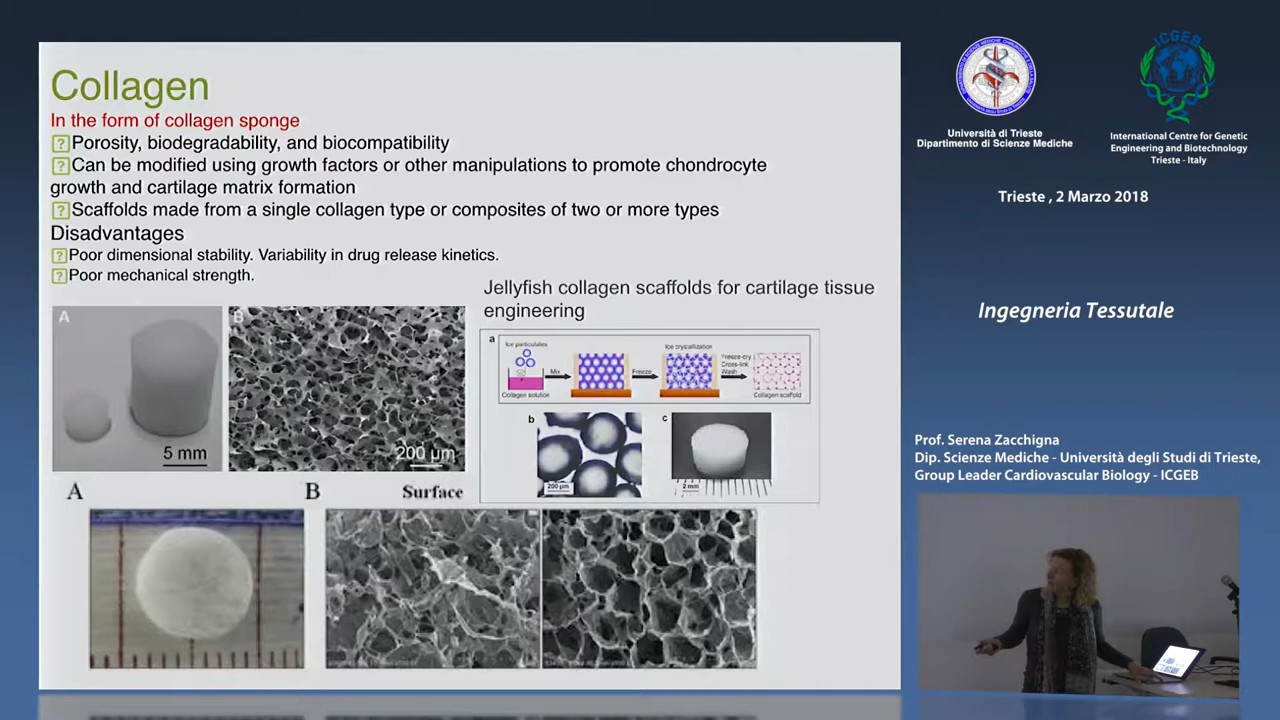 Collagen
In the form of collagen sponge
Porosity, biodegradability, and biocompatibility
Can be modified using growth factors or other manipulations to promote chondrocyte
growth and cartilage matrix formation
Scaffolds made from a single collagen type or composites of two or more types
Disadvantages
Poor dimensional stability. Variability in drug release kinetics.
Poor mechanical strength.
Jellyfish collagen scaffolds for cartilage tissue
engineering
A
5 mm
B
200 µm
a
Ice particulates
Collagen solution
Mix
Freeze
Ice crystallization
Freeze-dry
Cross-link
Wash
Collagen scaffold
b
200 µm
c
2 mm
A
B
Surface
Università di Trieste
Dipartimento di Scienze Mediche
ICGEB
International Centre for Genetic
Engineering and Biotechnology
Trieste - Italy
Trieste , 2 Marzo 2018
Ingegneria Tessutale
Prof. Serena Zacchigna
Dip. Scienze Mediche - Università degli Studi di Trieste,
Group Leader Cardiovascular Biology - ICGEB